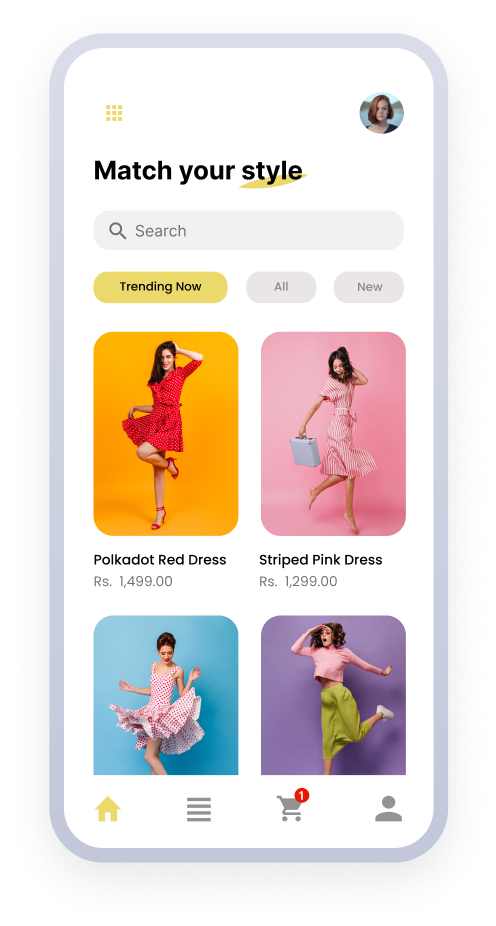 Match your style
Search
Trending Now
All
New
Polkadot Red Dress
Striped Pink Dress
Rs. 1,499.00
Rs. 1,299.00
1